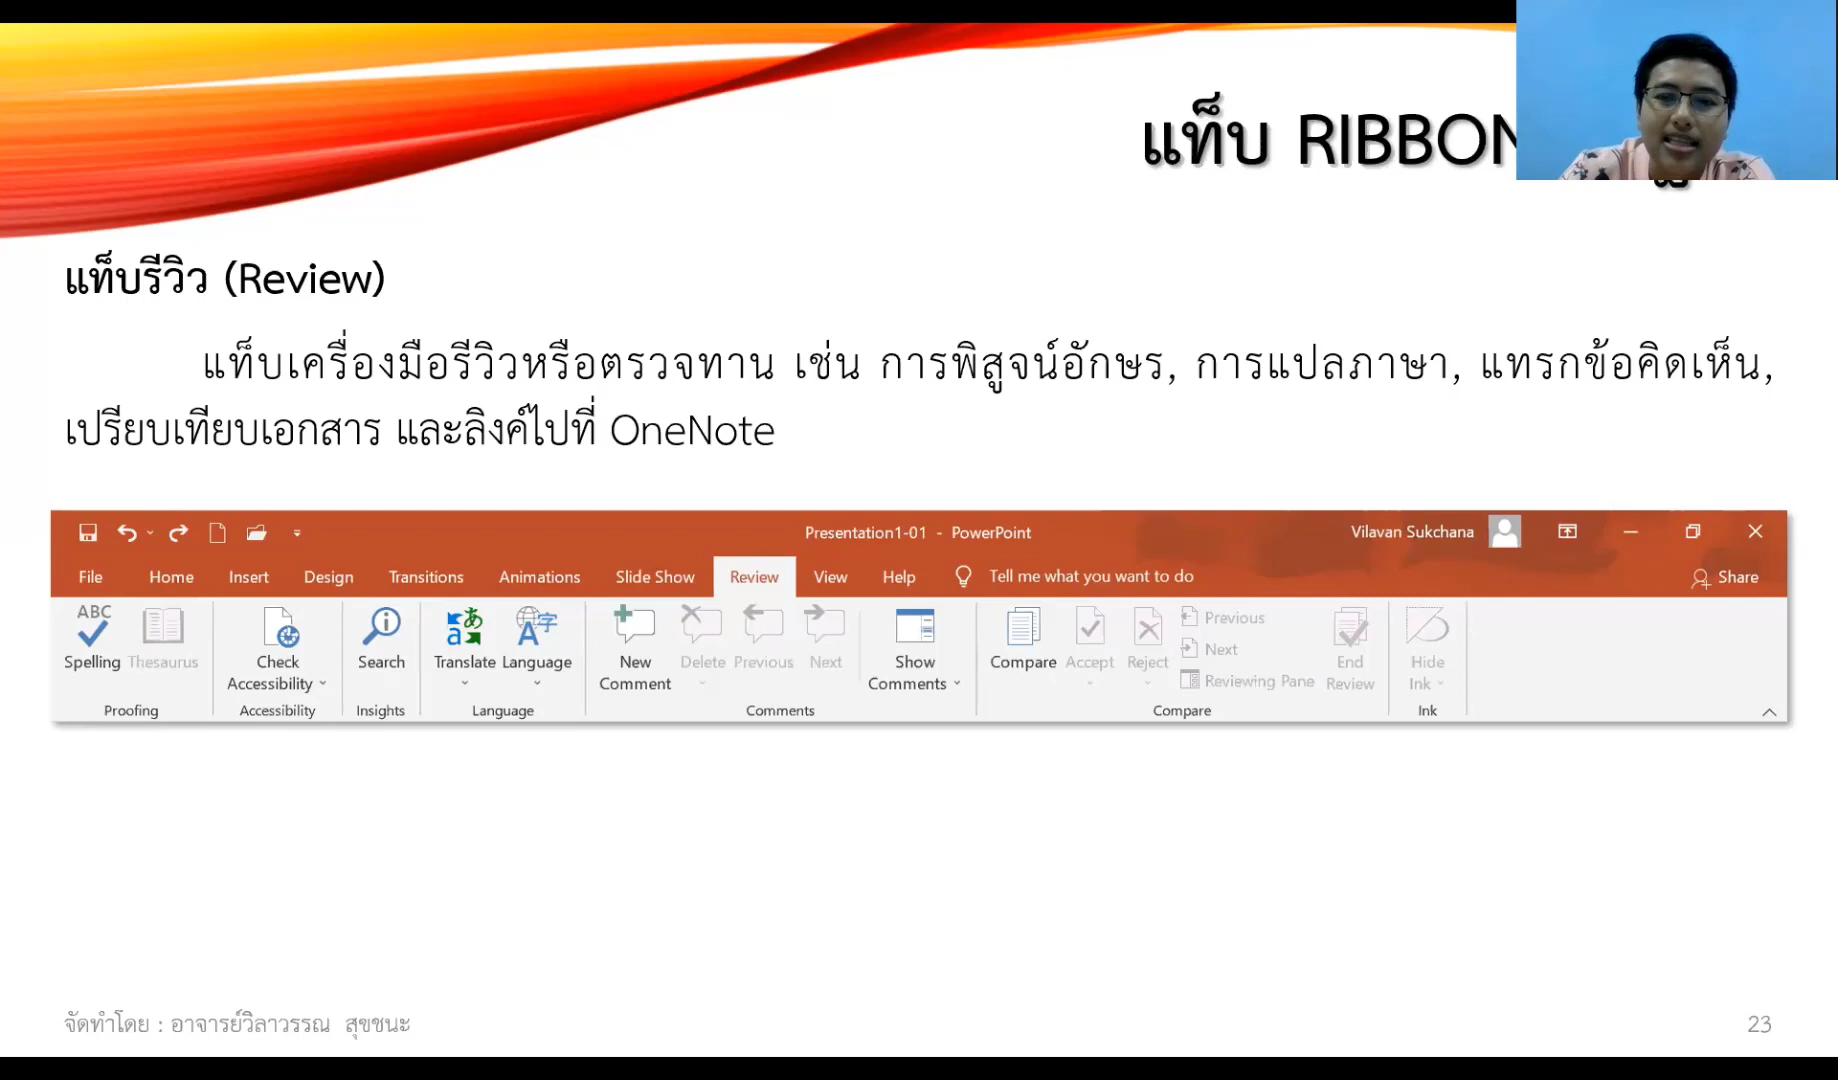 แท็บ RIBBON
แท็บรีวิว (Review)
แท็บเครื่องมือรีวิวหรือตรวจทาน เช่น การพิสูจน์อักษร, การแปลภาษา, แทรกข้อคิดเห็น,
เปรียบเทียบเอกสาร และลิงค์ไปที่ OneNote
Presentation1-01 - PowerPoint
Vilavan Sukchana
File Home Insert Design Transitions Animations Slide Show Review View Help Tell me what you want to do Share
ABC
Spelling Thesaurus
Proofing
Check
Accessibility
Accessibility
Search
Insights
Translate Language
Language
New
Comment
Delete Previous Next
Show
Comments
Comments
Compare Accept Reject
Previous
Next
Reviewing Pane
End
Review
Compare
Hide
Ink
Ink
จัดทำโดย : อาจารย์วิลาวรรณ สุขชนะ
23